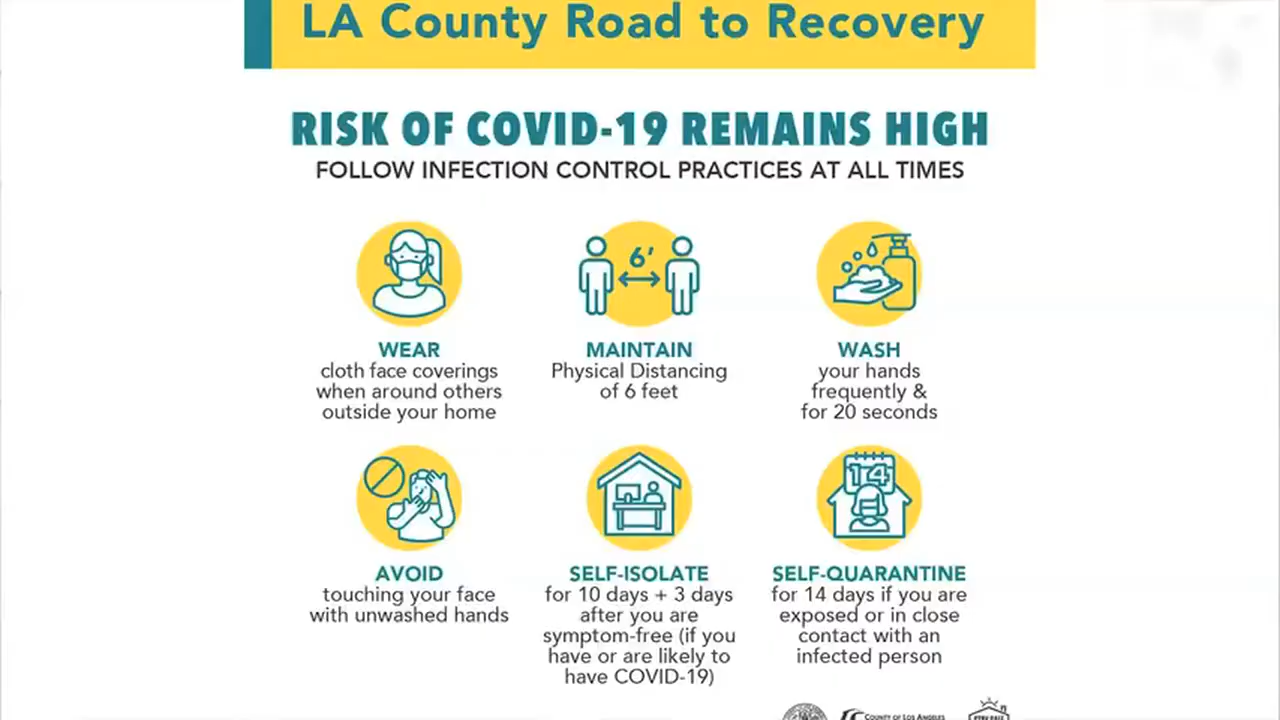 LA County Road to Recovery
RISK OF COVID-19 REMAINS HIGH
FOLLOW INFECTION CONTROL PRACTICES AT ALL TIMES
6'
WEAR
cloth face coverings
when around others
outside your home
MAINTAIN
Physical Distancing
of 6 feet
WASH
your hands
frequently &
for 20 seconds
14
AVOID
touching your face
with unwashed hands
SELF-ISOLATE
for 10 days + 3 days
after you are
symptom-free (if you
have or are likely to
have COVID-19)
SELF-QUARANTINE
for 14 days if you are
exposed or in close
contact with an
infected person
COUNTY OF LOS ANGELES